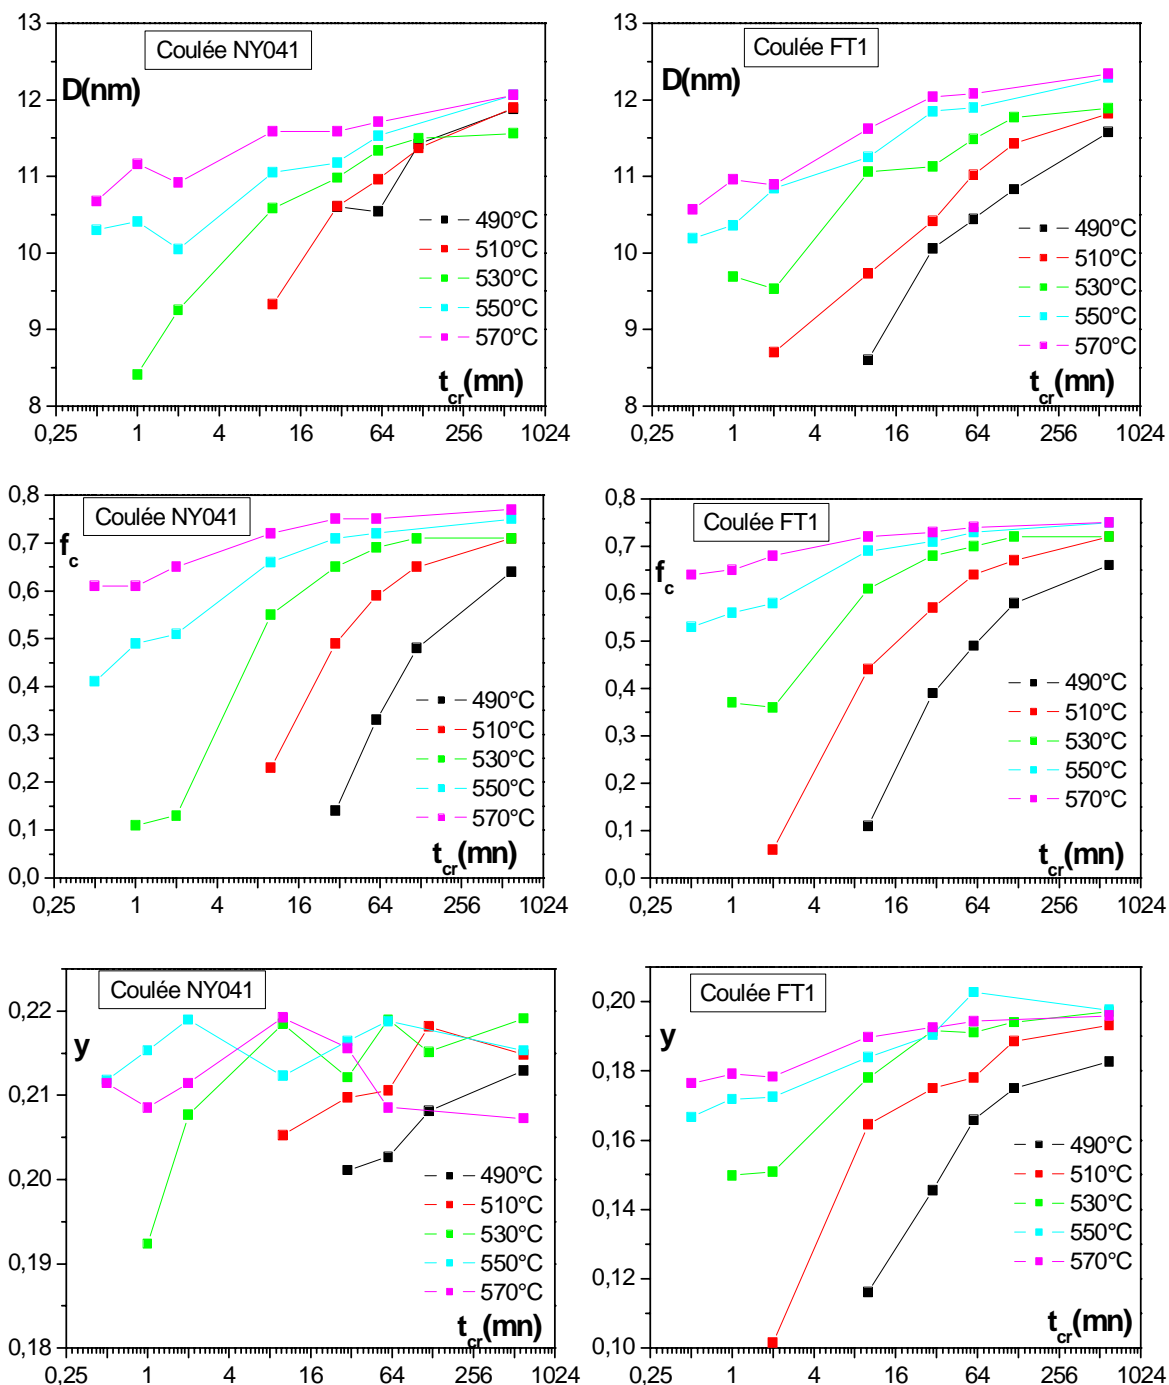 Coulée NY041
D(nm)
13
12
11
10
9
8
490°C
510°C
530°C
550°C
570°C
t_cr(mn)
0,25 1 4 16 64 256 1024
Coulée FT1
D(nm)
13
12
11
10
9
8
490°C
510°C
530°C
550°C
570°C
t_cr(mn)
0,25 1 4 16 64 256 1024
Coulée NY041
f_c
0,8
0,7
0,6
0,5
0,4
0,3
0,2
0,1
0,0
490°C
510°C
530°C
550°C
570°C
t_cr(mn)
0,25 1 4 16 64 256 1024
Coulée FT1
f_c
0,8
0,7
0,6
0,5
0,4
0,3
0,2
0,1
0,0
490°C
510°C
530°C
550°C
570°C
t_cr(mn)
0,25 1 4 16 64 256 1024
Coulée NY041
y
0,22
0,21
0,20
0,19
0,18
490°C
510°C
530°C
550°C
570°C
t_cr(mn)
0,25 1 4 16 64 256 1024
Coulée FT1
y
0,20
0,18
0,16
0,14
0,12
0,10
490°C
510°C
530°C
550°C
570°C
t_cr(mn)
0,25 1 4 16 64 256 1024